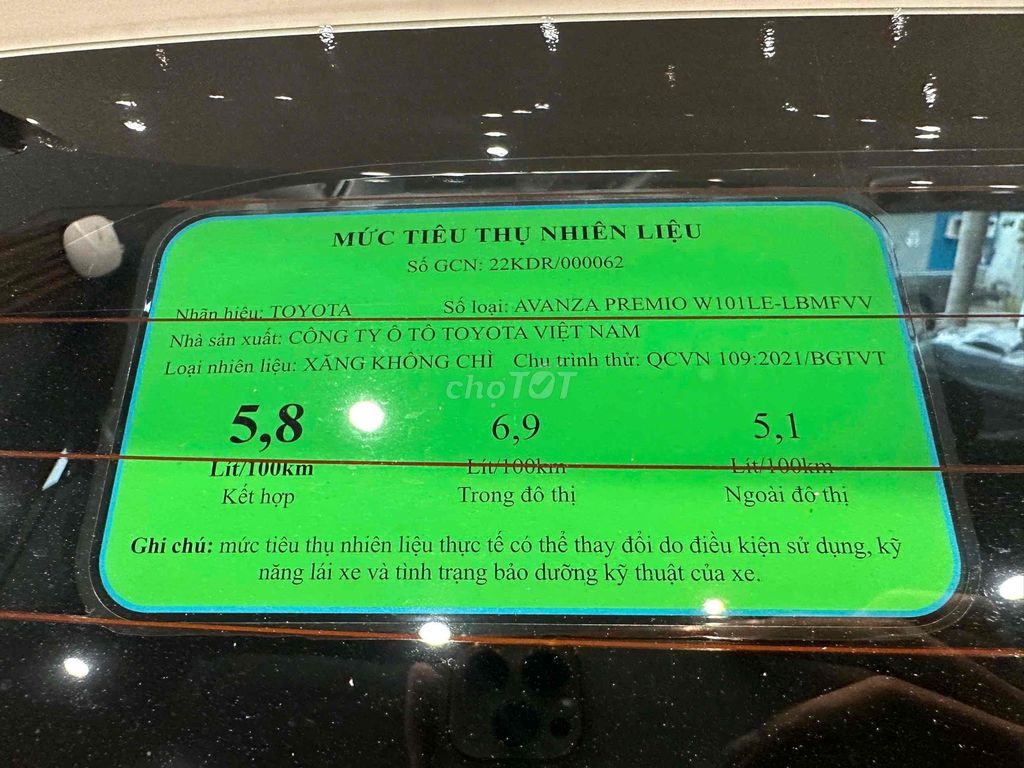 MỨC TIÊU THỤ NHIÊN LIỆU
Số GCN: 22KDR/000062
Nhãn hiệu: TOYOTA Số loại: AVANZA PREMIO W101LE-LBMFVV
Nhà sản xuất: CÔNG TY Ô TÔ TOYOTA VIỆT NAM
Loại nhiên liệu: XĂNG KHÔNG CHÌ Chu trình thử: QCVN 109:2021/BGTVT
chợTỐT
5,8 6,9 5,1
Lít/100km Lít/100km Lít/100km
Kết hợp Trong đô thị Ngoài đô thị
Ghi chú: mức tiêu thụ nhiên liệu thực tế có thể thay đổi do điều kiện sử dụng, kỹ
năng lái xe và tình trạng bảo dưỡng kỹ thuật của xe.